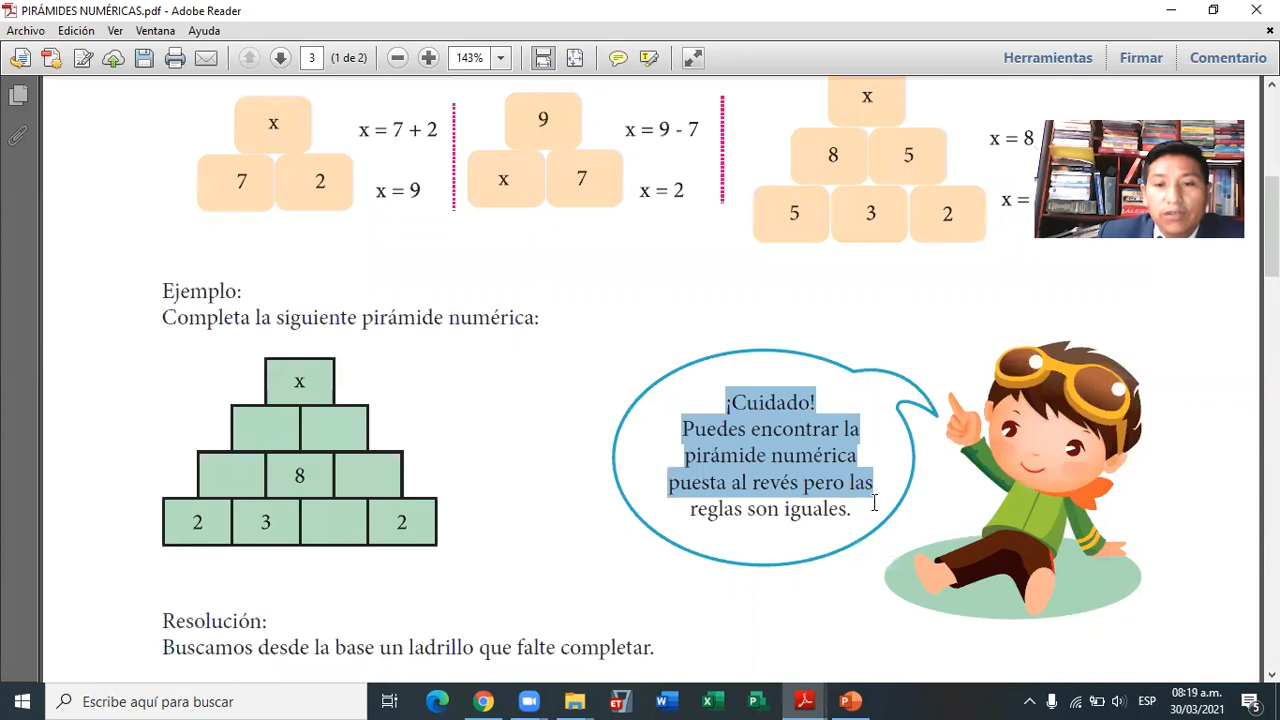 PIRÁMIDES NUMÉRICAS.pdf - Adobe Reader
Archivo Edición Ver Ventana Ayuda
3 (1 de 2) 143% Herramientas Firmar Comentario
x
7 2
x = 7 + 2
x = 9
9
x 7
x = 9 - 7
x = 2
x
8 5
5 3 2
x = 8
x =
Ejemplo:
Completa la siguiente pirámide numérica:
x
8
2 3 2
¡Cuidado!
Puedes encontrar la
pirámide numérica
puesta al revés pero las
reglas son iguales.
Resolución:
Buscamos desde la base un ladrillo que falte completar.
Escribe aquí para buscar
ESP
08:19 a.m.
30/03/2021
5